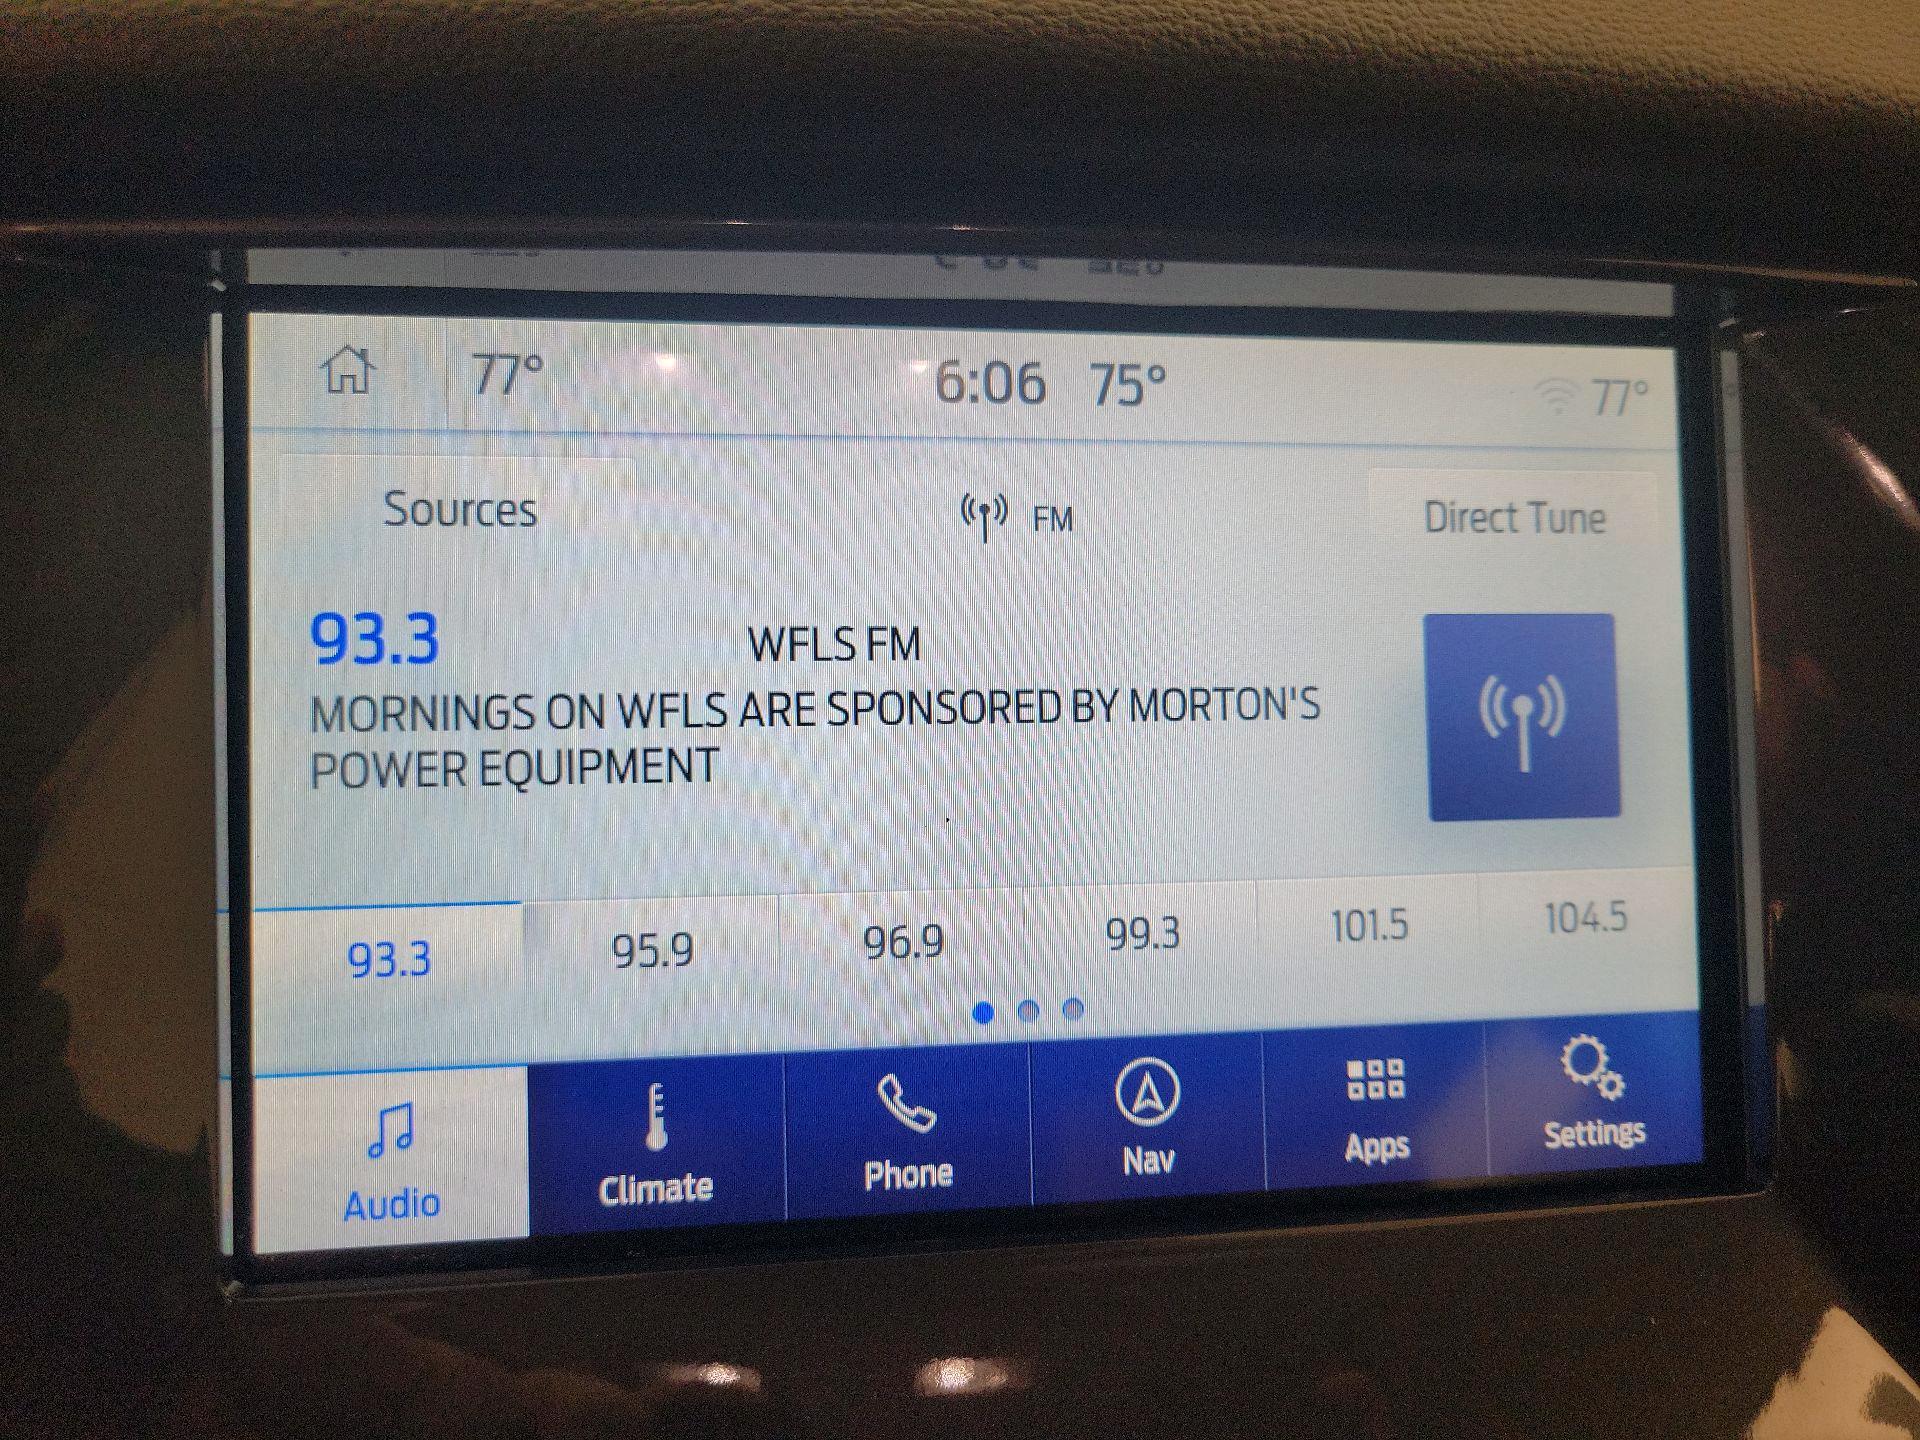 77° 6:06 75° 77°
Sources FM Direct Tune
93.3 WFLS FM
MORNINGS ON WFLS ARE SPONSORED BY MORTON'S
POWER EQUIPMENT
93.3 95.9 96.9 99.3 101.5 104.5
Audio Climate Phone Nav Apps Settings